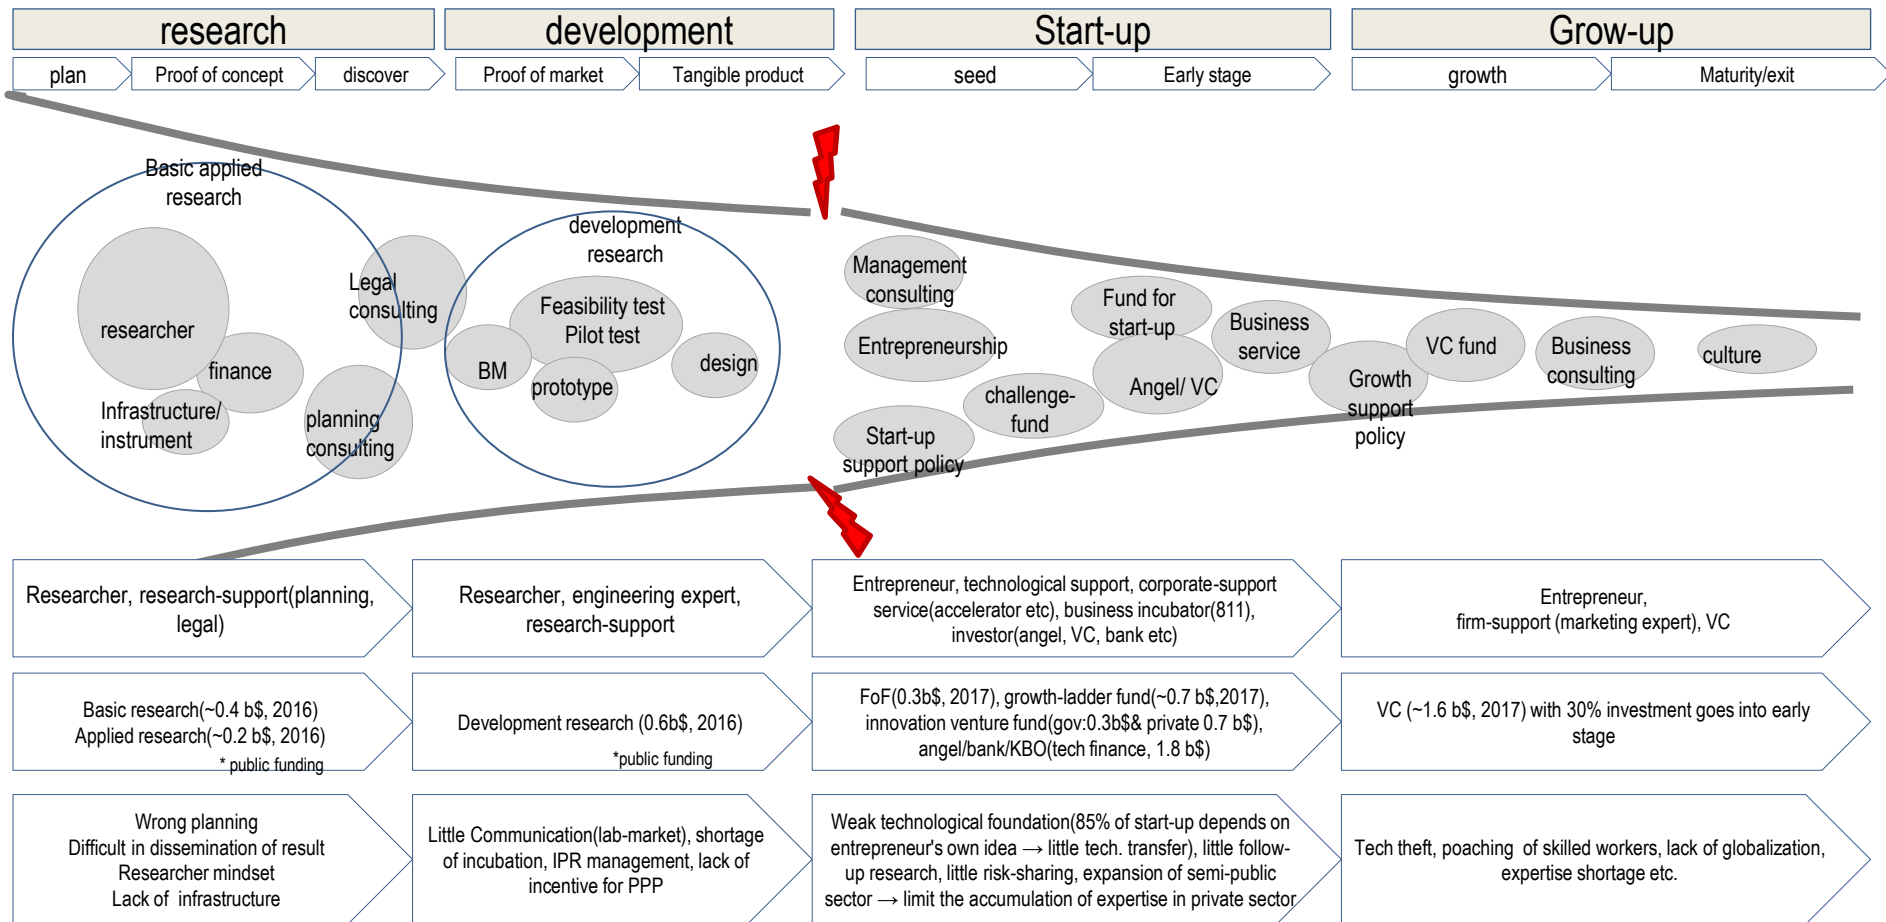 research
development
Start-up
Grow-up
plan
Proof of concept
discover
Proof of market
Tangible product
seed
Early stage
growth
Maturity/exit
Basic applied
research
researcher
finance
Infrastructure/
instrument
Legal
consulting
planning
consulting
development
research
Feasibility test
Pilot test
BM
prototype
design
Management
consulting
Entrepreneurship
challenge-
fund
Start-up
support policy
Fund for
start-up
Angel/ VC
Business
service
Growth
support
policy
VC fund
Business
consulting
culture
Researcher, research-support(planning,
legal)
Researcher, engineering expert,
research-support
Entrepreneur, technological support, corporate-support
service(accelerator etc), business incubator(811),
investor(angel, VC, bank etc)
Entrepreneur,
firm-support (marketing expert), VC
Basic research(~0.4 b$, 2016)
Applied research(~0.2 b$, 2016)
* public funding
Development research (0.6b$, 2016)
*public funding
FoF(0.3b$, 2017), growth-ladder fund(~0.7 b$,2017),
innovation venture fund(gov:0.3b$& private 0.7 b$),
angel/bank/KBO(tech finance, 1.8 b$)
VC (~1.6 b$, 2017) with 30% investment goes into early
stage
Wrong planning
Difficult in dissemination of result
Researcher mindset
Lack of infrastructure
Little Communication(lab-market), shortage
of incubation, IPR management, lack of
incentive for PPP
Weak technological foundation(85% of start-up depends on
entrepreneur's own idea → little tech. transfer), little follow-
up research, little risk-sharing, expansion of semi-public
sector → limit the accumulation of expertise in private sector
Tech theft, poaching of skilled workers, lack of globalization,
expertise shortage etc.